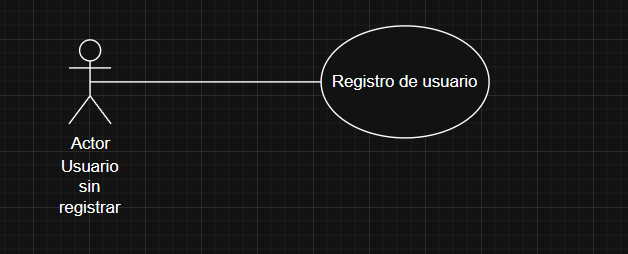 Registro de usuario
Actor
Usuario
sin
registrar